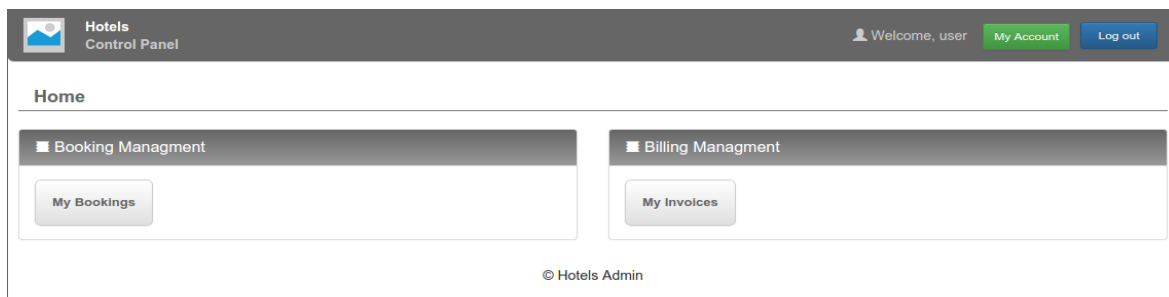 Hotels
Control Panel
Welcome, user
My Account
Log out
Home
Booking Managment
My Bookings
Billing Managment
My Invoices
© Hotels Admin